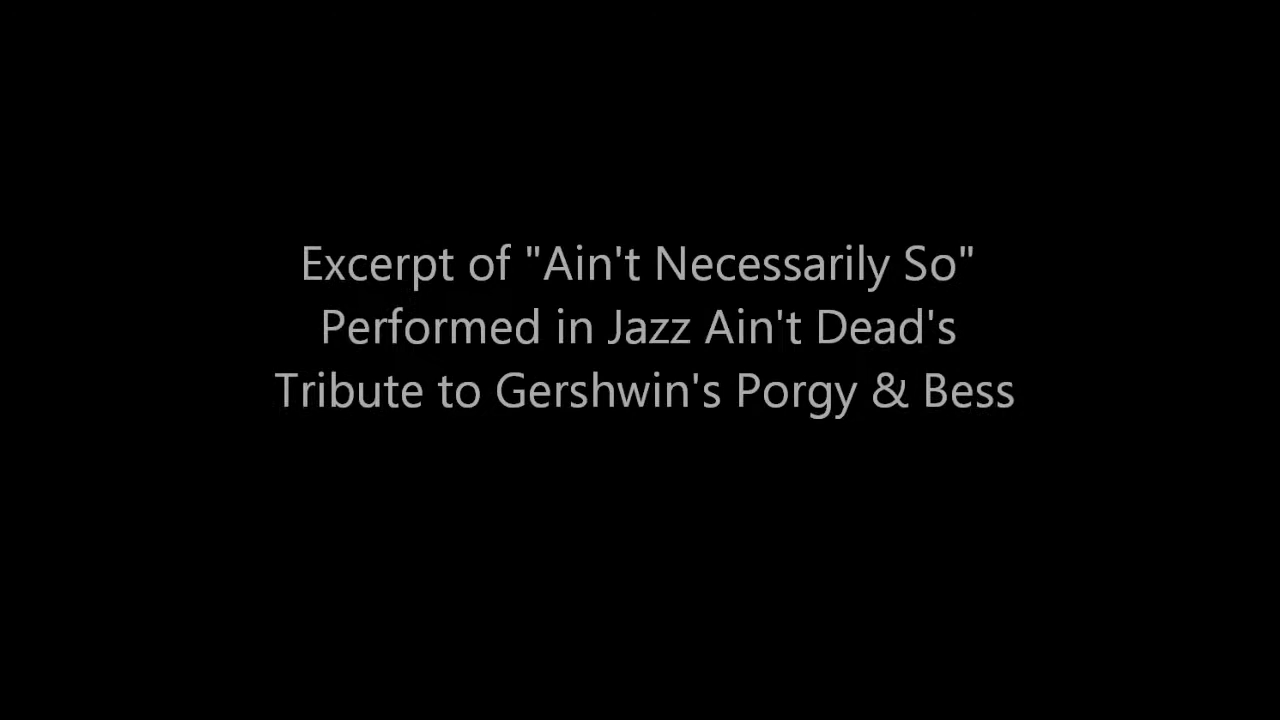 Excerpt of "Ain't Necessarily So"
Performed in Jazz Ain't Dead's
Tribute to Gershwin's Porgy & Bess